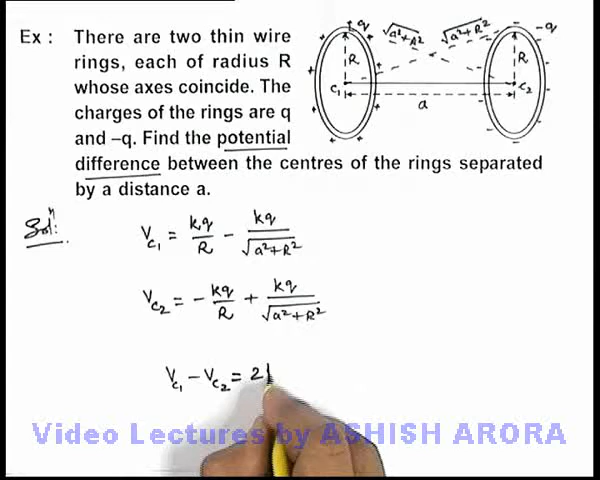 Ex : There are two thin wire
rings, each of radius R
whose axes coincide. The
charges of the rings are q
and –q. Find the potential
difference between the centres of the rings separated
by a distance a.
q √a²+R² √a²+R² -q
R R
C₁ C₂
a
Solⁿ:
V_C₁ = kq/R - kq/√a²+R²
V_C₂ = - kq/R + kq/√a²+R²
V_C₁ - V_C₂ = 2
Video Lectures by ASHISH ARORA